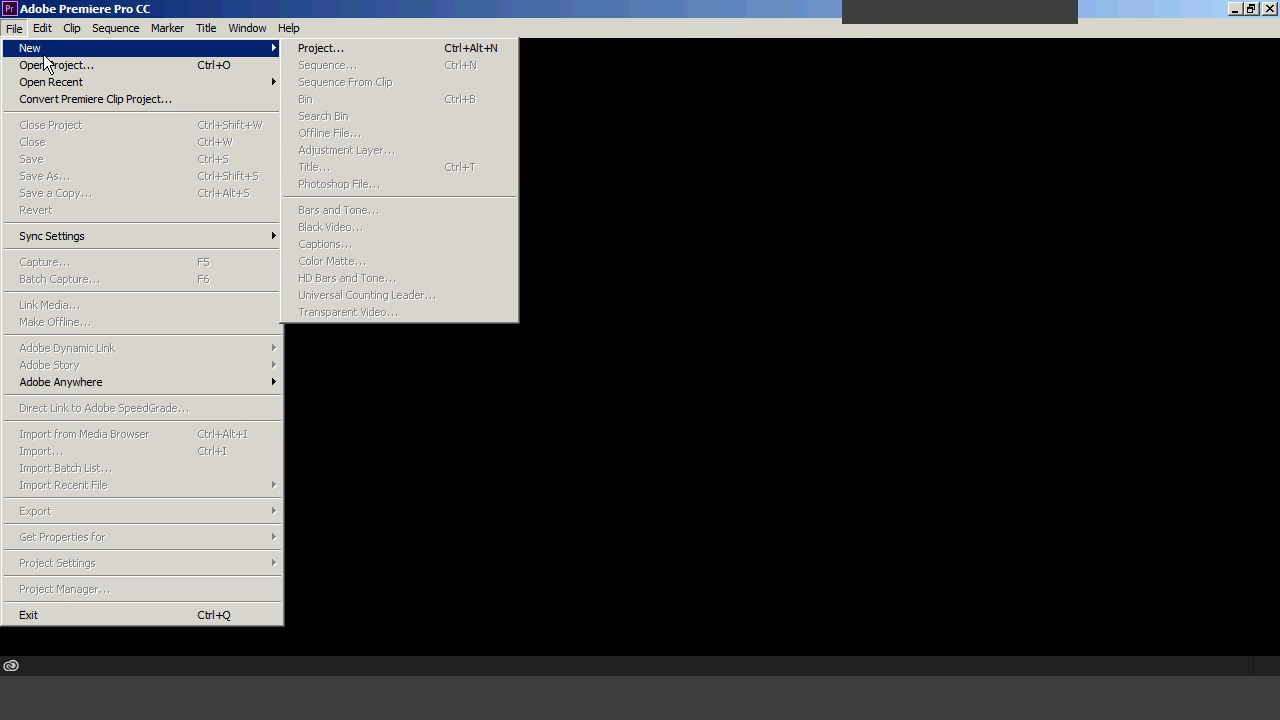 Pr Adobe Premiere Pro CC
File Edit Clip Sequence Marker Title Window Help
New
Open Project... Ctrl+O
Open Recent
Convert Premiere Clip Project...
Close Project Ctrl+Shift+W
Close Ctrl+W
Save Ctrl+S
Save As... Ctrl+Shift+S
Save a Copy... Ctrl+Alt+S
Revert
Sync Settings
Capture... F5
Batch Capture... F6
Link Media...
Make Offline...
Adobe Dynamic Link
Adobe Story
Adobe Anywhere
Direct Link to Adobe SpeedGrade...
Import from Media Browser Ctrl+Alt+I
Import... Ctrl+I
Import Batch List...
Import Recent File
Export
Get Properties for
Project Settings
Project Manager...
Exit Ctrl+Q
Project... Ctrl+Alt+N
Sequence... Ctrl+N
Sequence From Clip
Bin Ctrl+B
Search Bin
Offline File...
Adjustment Layer...
Title... Ctrl+T
Photoshop File...
Bars and Tone...
Black Video...
Captions...
Color Matte...
HD Bars and Tone...
Universal Counting Leader...
Transparent Video...